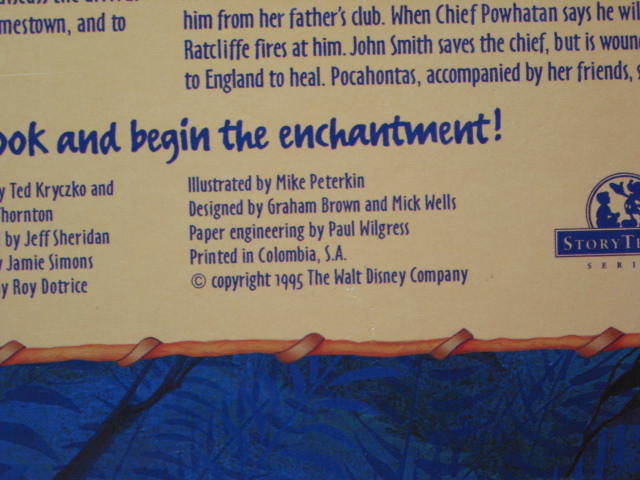 mestown, and to
him from her father's club. When Chief Powhatan says he wil
Ratcliffe fires at him. John Smith saves the chief, but is wound
to England to heal. Pocahontas, accompanied by her friends,
ook and begin the enchantment!
y Ted Kryczko and
Thornton
d by Jeff Sheridan
y Jamie Simons
y Roy Dotrice
Illustrated by Mike Peterkin
Designed by Graham Brown and Mick Wells
Paper engineering by Paul Wilgress
Printed in Colombia, S.A.
© copyright 1995 The Walt Disney Company
STORYTI
SERI